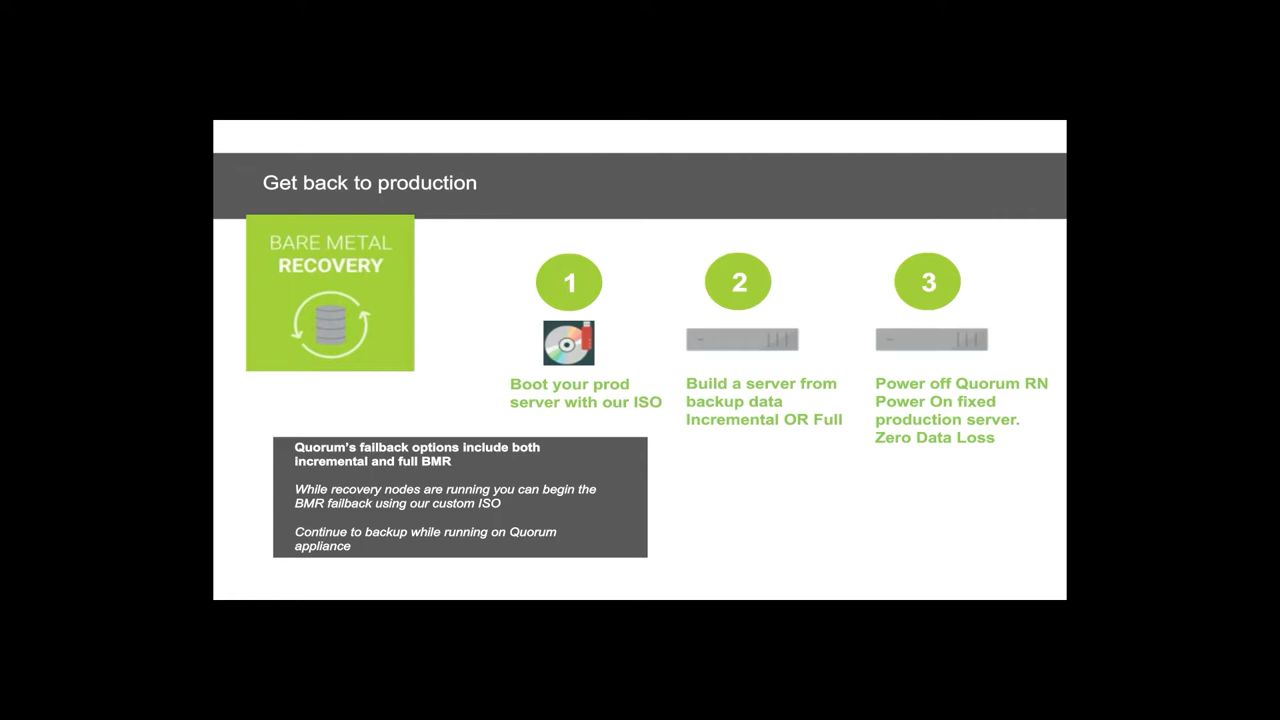 Get back to production
BARE METAL
RECOVERY
1
Boot your prod
server with our ISO
2
Build a server from
backup data
Incremental OR Full
3
Power off Quorum RN
Power On fixed
production server.
Zero Data Loss
Quorum's failback options include both
incremental and full BMR
While recovery nodes are running you can begin the
BMR failback using our custom ISO
Continue to backup while running on Quorum
appliance